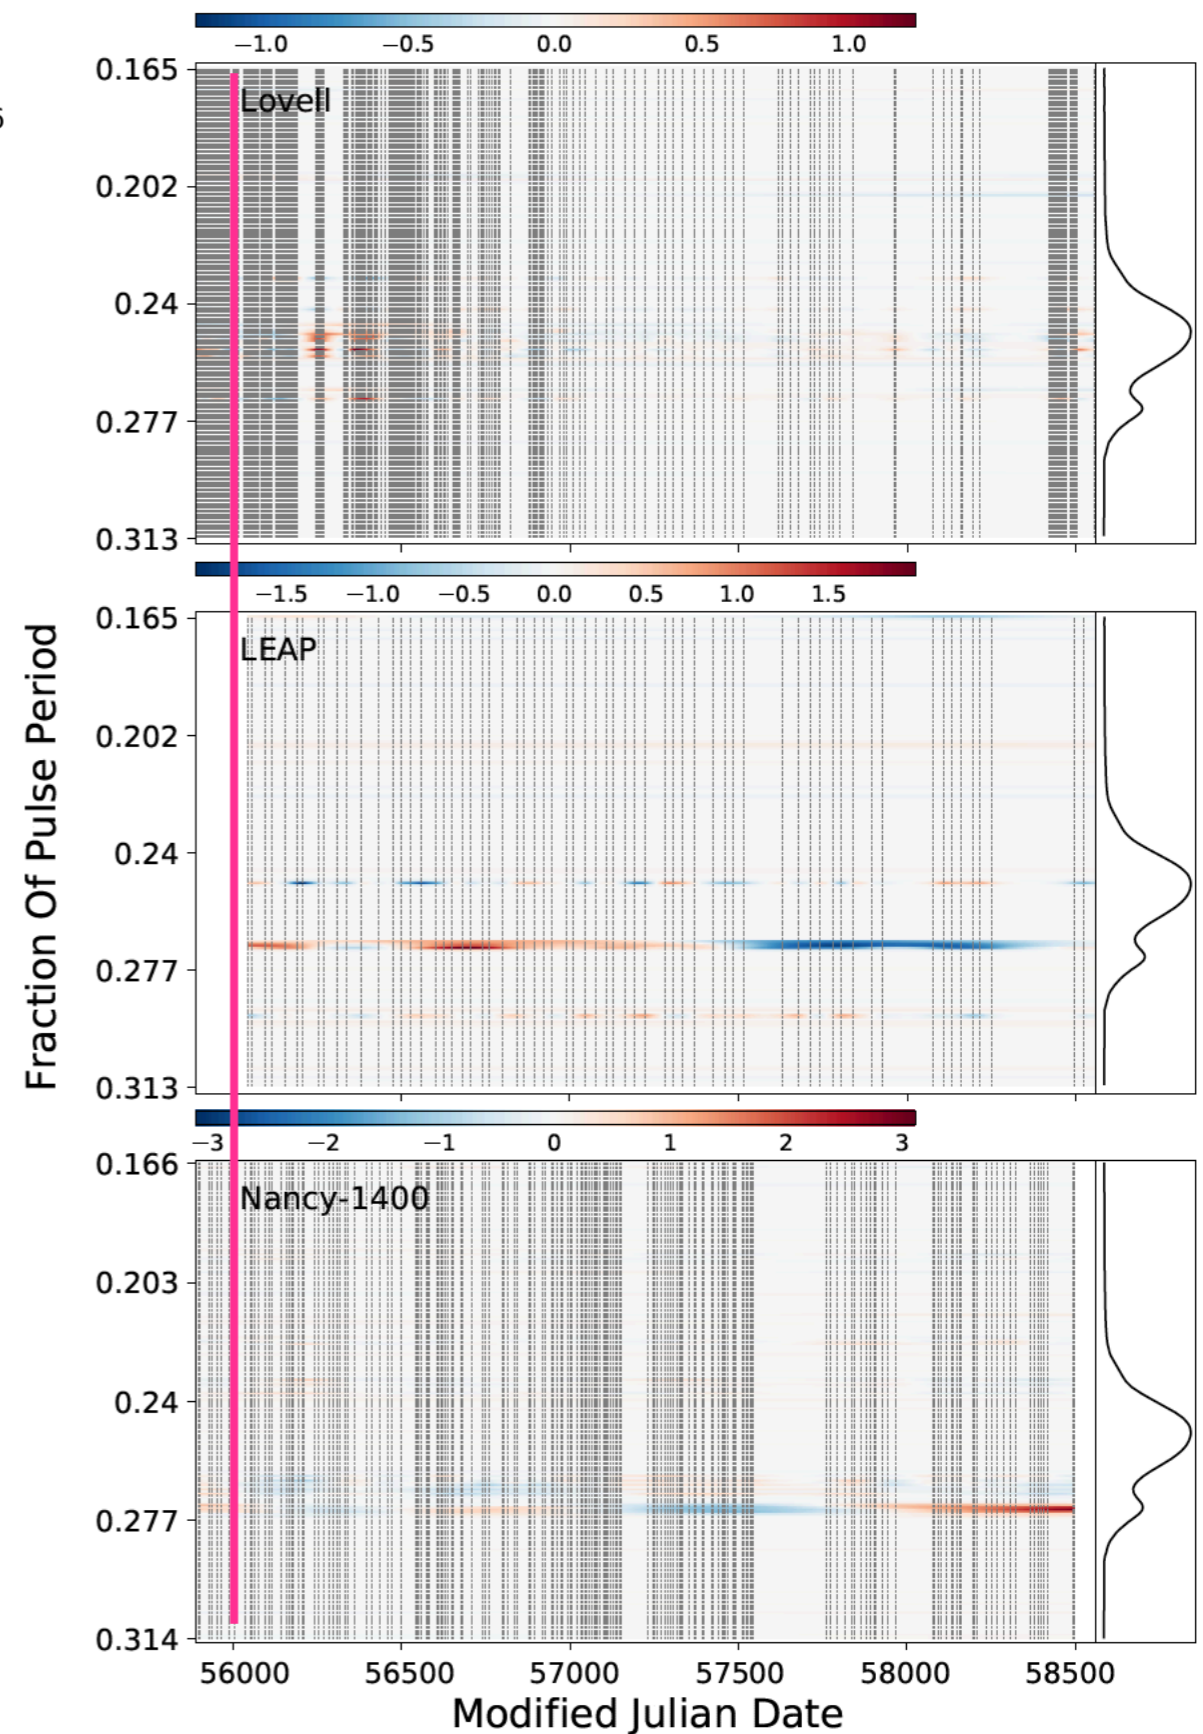 −1.0 −0.5 0.0 0.5 1.0
0.165
Lovell
0.202
0.24
0.277
0.313
−1.5 −1.0 −0.5 0.0 0.5 1.0 1.5
0.165
LEAP
0.202
0.24
0.277
0.313
Fraction Of Pulse Period
−3 −2 −1 0 1 2 3
0.166
Nancy-1400
0.203
0.24
0.277
0.314
56000 56500 57000 57500 58000 58500
Modified Julian Date